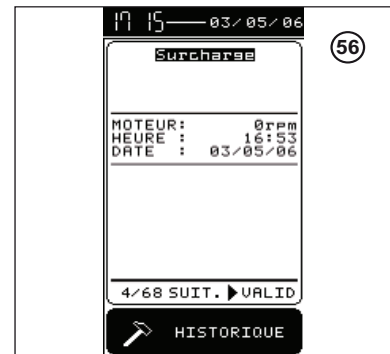 17 15 03/05/06
56
Surcharge
MOTEUR: 0rpm
HEURE : 16:53
DATE : 03/05/06
4/68 SUIT. ▶ VALID
HISTORIQUE